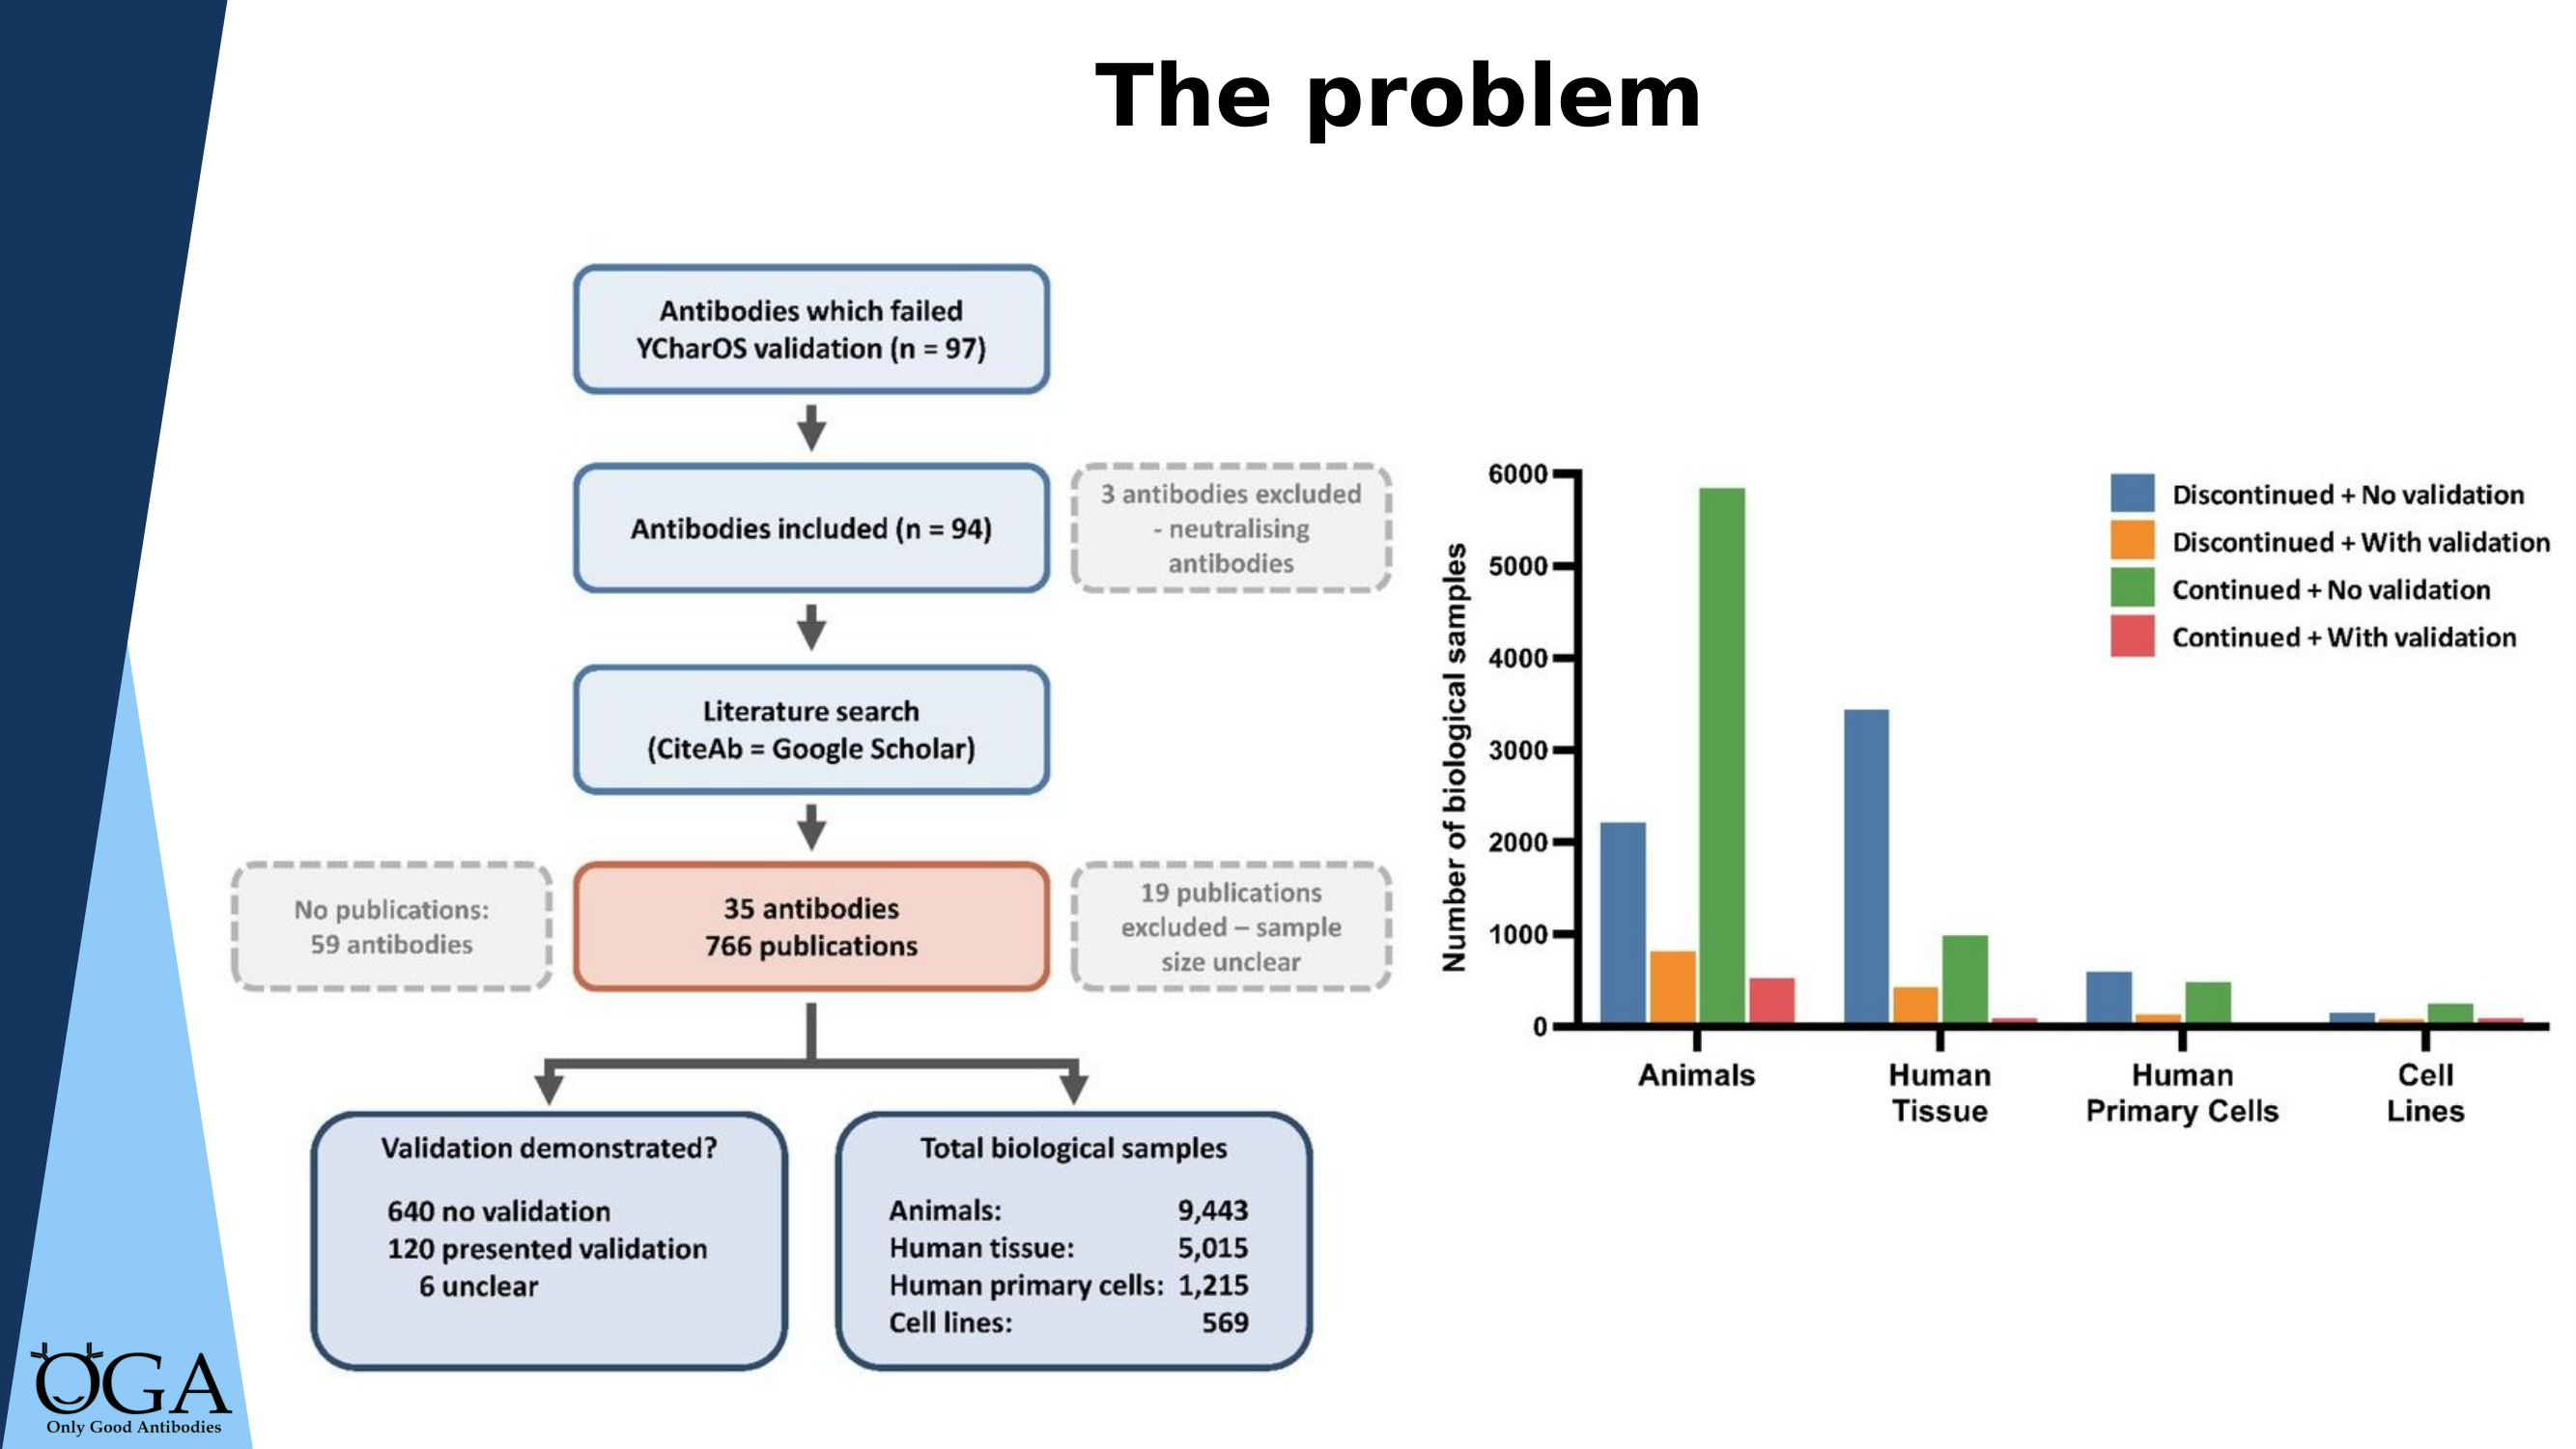 The problem
Antibodies which failed
YCharOS validation (n = 97)
Antibodies included (n = 94)
3 antibodies excluded
- neutralising
antibodies
Literature search
(CiteAb = Google Scholar)
No publications:
59 antibodies
35 antibodies
766 publications
19 publications
excluded – sample
size unclear
Validation demonstrated?
640 no validation
120 presented validation
6 unclear
Total biological samples
Animals: 9,443
Human tissue: 5,015
Human primary cells: 1,215
Cell lines: 569
Number of biological samples
6000
5000
4000
3000
2000
1000
0
Discontinued + No validation
Discontinued + With validation
Continued + No validation
Continued + With validation
Animals
Human
Tissue
Human
Primary Cells
Cell
Lines
OGA
Only Good Antibodies